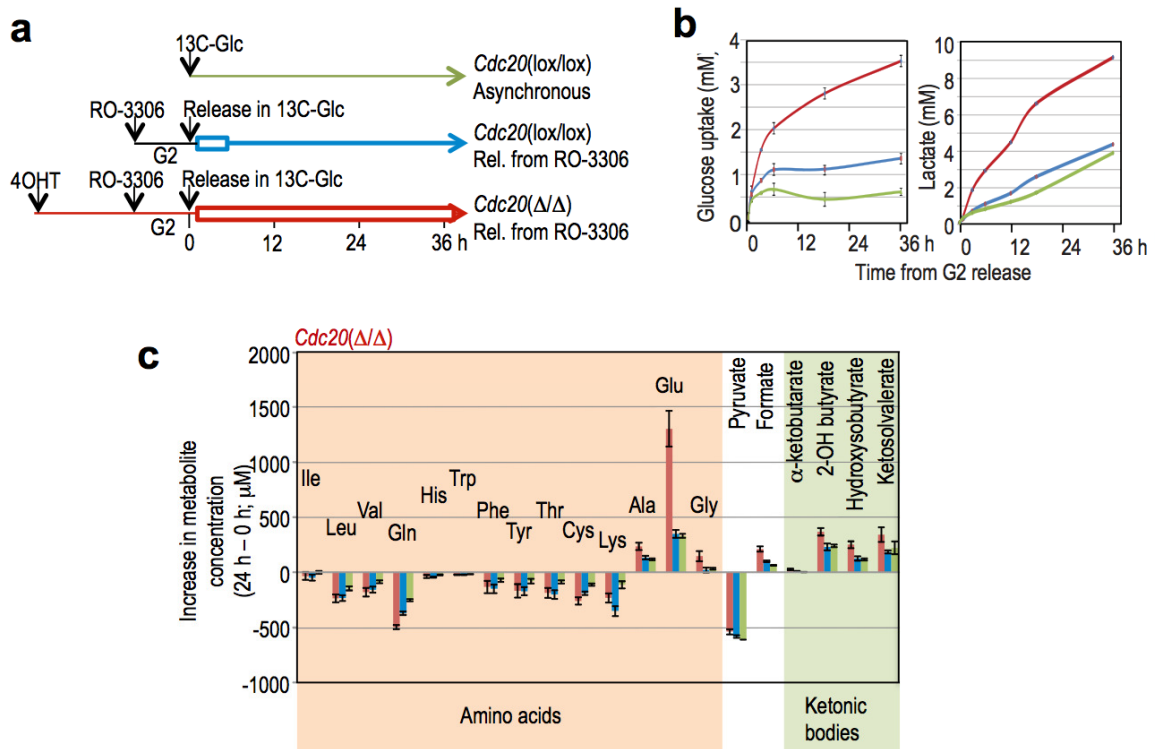 a
13C-Glc
Cdc20(lox/lox)
Asynchronous
RO-3306
Release in 13C-Glc
G2
Cdc20(lox/lox)
Rel. from RO-3306
4OHT
RO-3306
Release in 13C-Glc
G2
Cdc20(Δ/Δ)
Rel. from RO-3306
0 12 24 36 h
b
Glucose uptake (mM)
4
3
2
1
0
0 12 24 36 h
Lactate (mM)
10
8
6
4
2
0
0 12 24 36 h
Time from G2 release
c
Cdc20(Δ/Δ)
Increase in metabolite
concentration
(24 h – 0 h; μM)
2000
1500
1000
500
0
-500
-1000
Ile
Leu
Val
Gln
His
Trp
Phe
Tyr
Thr
Cys
Lys
Ala
Glu
Gly
Pyruvate
Formate
α-ketobutarate
2-OH butyrate
Hydroxysobutyrate
Ketosolvalerate
Amino acids
Ketonic
bodies